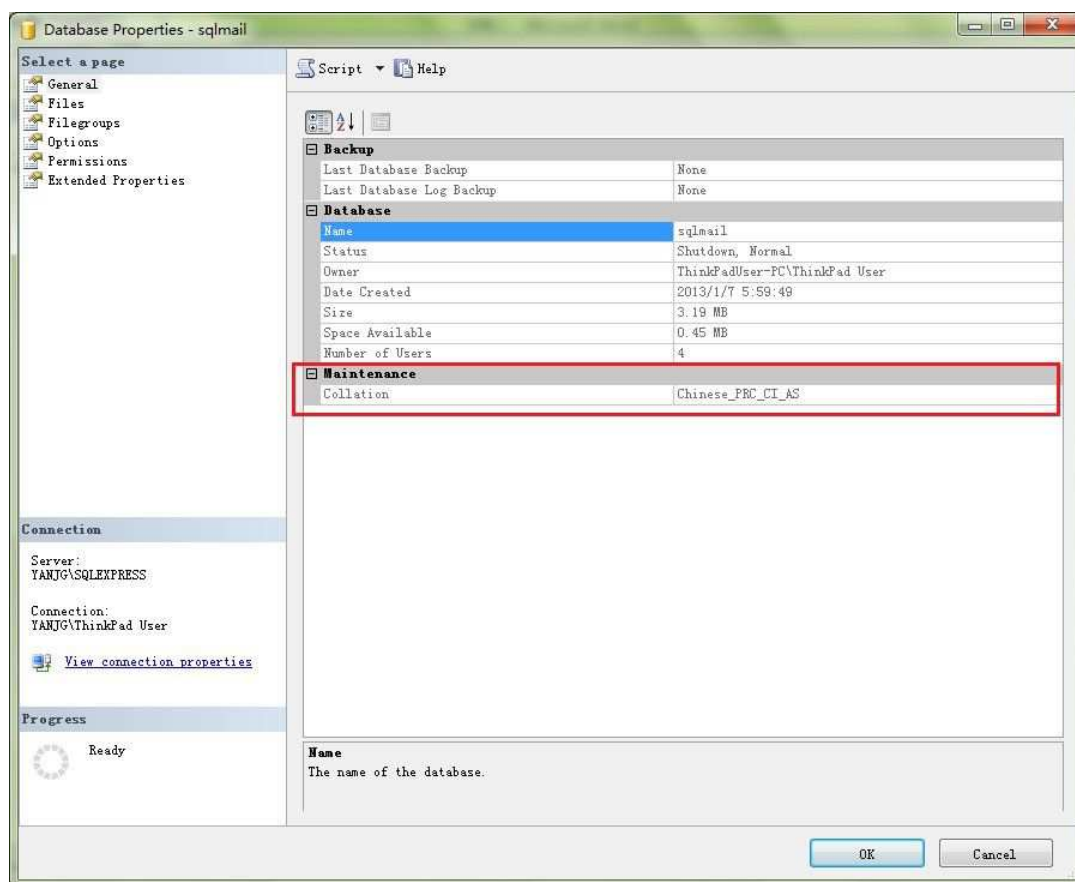 Database Properties - sqlmail
Select a page
General
Files
Filegroups
Options
Permissions
Extended Properties
Script
Help
Backup
Last Database Backup None
Last Database Log Backup None
Database
Name sqlmail
Status Shutdown, Normal
Owner ThinkPadUser-PC\ThinkPad User
Date Created 2013/1/7 5:59:49
Size 3.19 MB
Space Available 0.45 MB
Number of Users 4
Maintenance
Collation Chinese_PRC_CI_AS
Connection
Server:
YANJG\SQLEXPRESS
Connection:
YANJG\ThinkPad User
View connection properties
Progress
Ready
Name
The name of the database.
OK Cancel